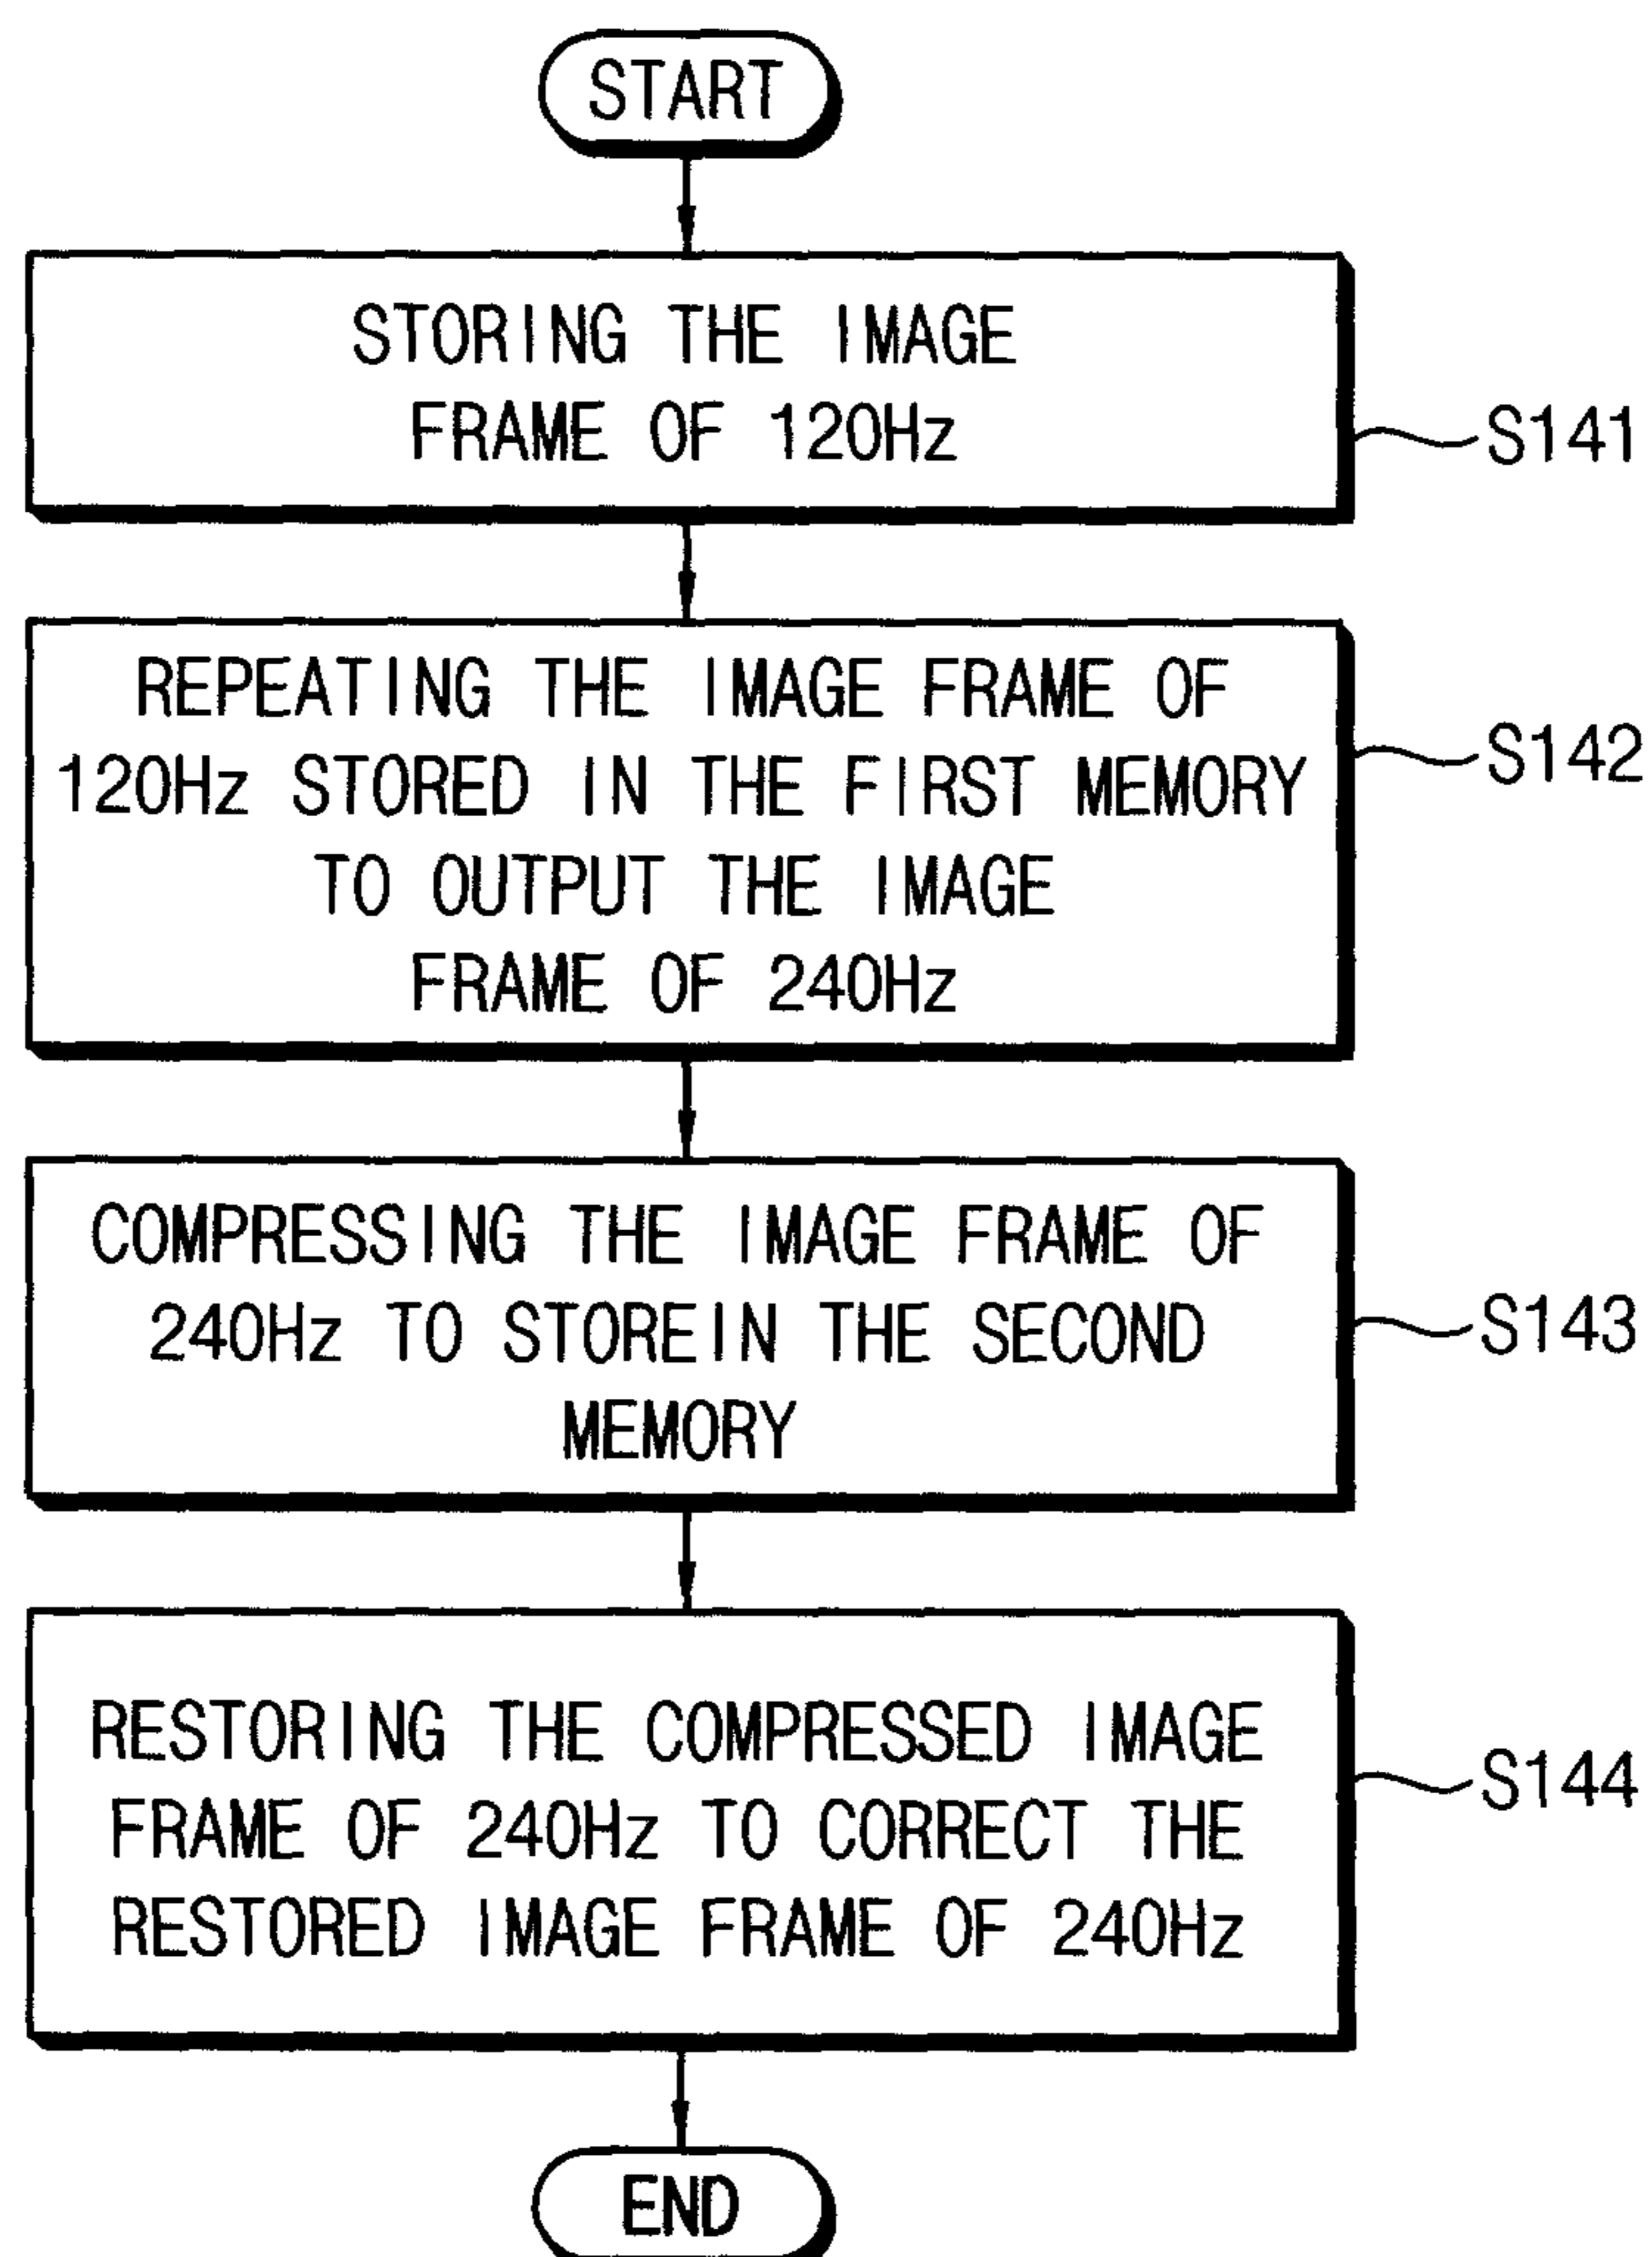 START
STORING THE IMAGE
FRAME OF 120Hz
S141
REPEATING THE IMAGE FRAME OF
120Hz STORED IN THE FIRST MEMORY
TO OUTPUT THE IMAGE
FRAME OF 240Hz
S142
COMPRESSING THE IMAGE FRAME OF
240Hz TO STOREIN THE SECOND
MEMORY
S143
RESTORING THE COMPRESSED IMAGE
FRAME OF 240Hz TO CORRECT THE
RESTORED IMAGE FRAME OF 240Hz
S144
END